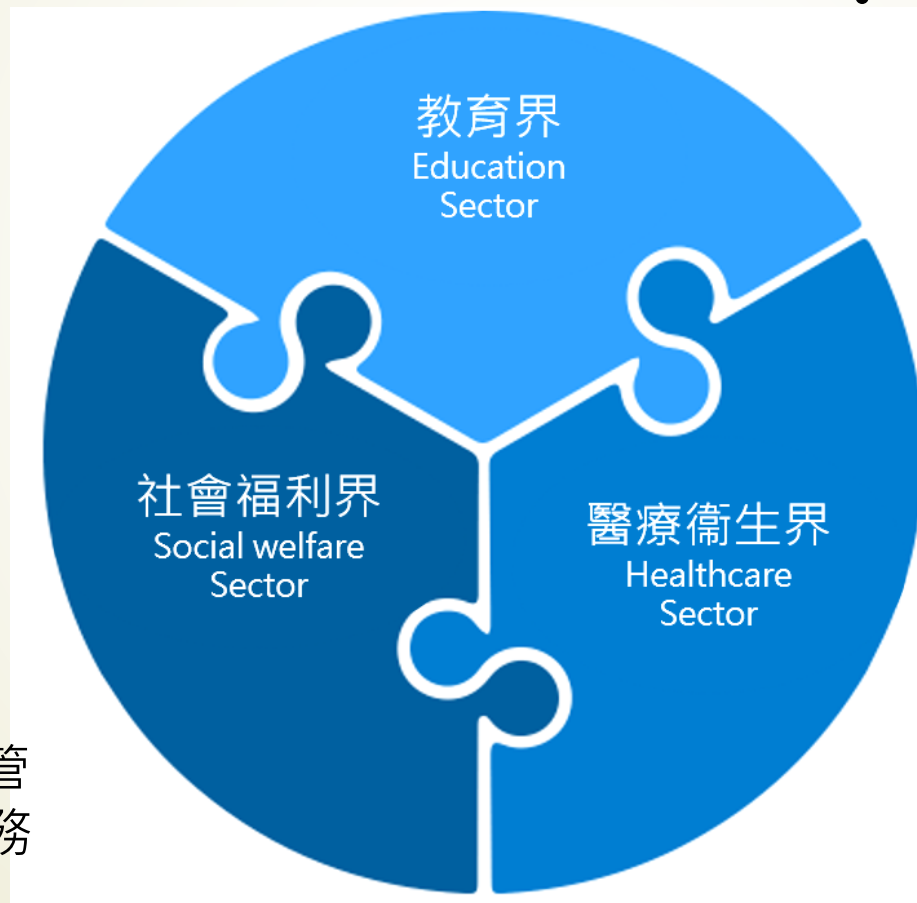 教育界
Education
Sector
社會福利界
Social welfare
Sector
醫療衞生界
Healthcare
Sector
管
務